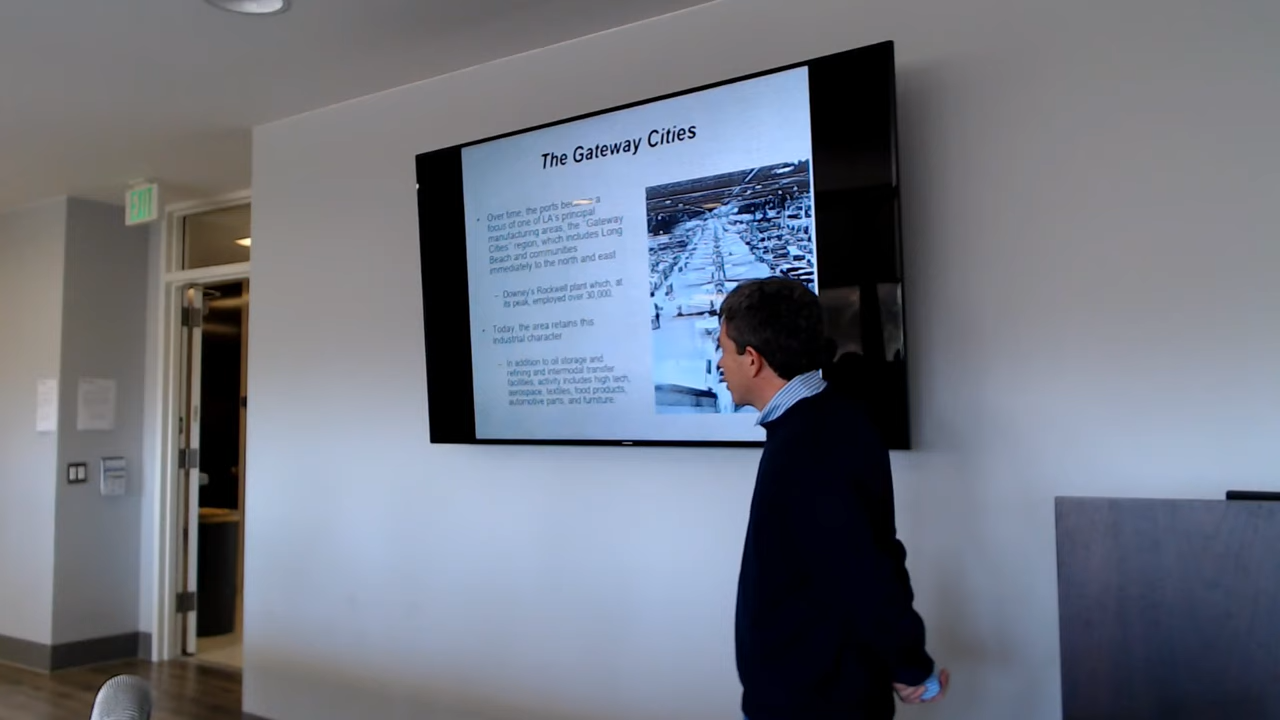 EXIT
The Gateway Cities
• Over time, the ports became a
focus of one of LA's principal
manufacturing areas, the "Gateway
Cities" region, which includes Long
Beach and communities
immediately to the north and east
– Downey's Rockwell plant which, at
its peak, employed over 30,000.
• Today, the area retains this
industrial character
– In addition to oil storage and
refining and intermodal transfer
facilities, activity includes high tech,
aerospace, textiles, food products,
automotive parts, and furniture.